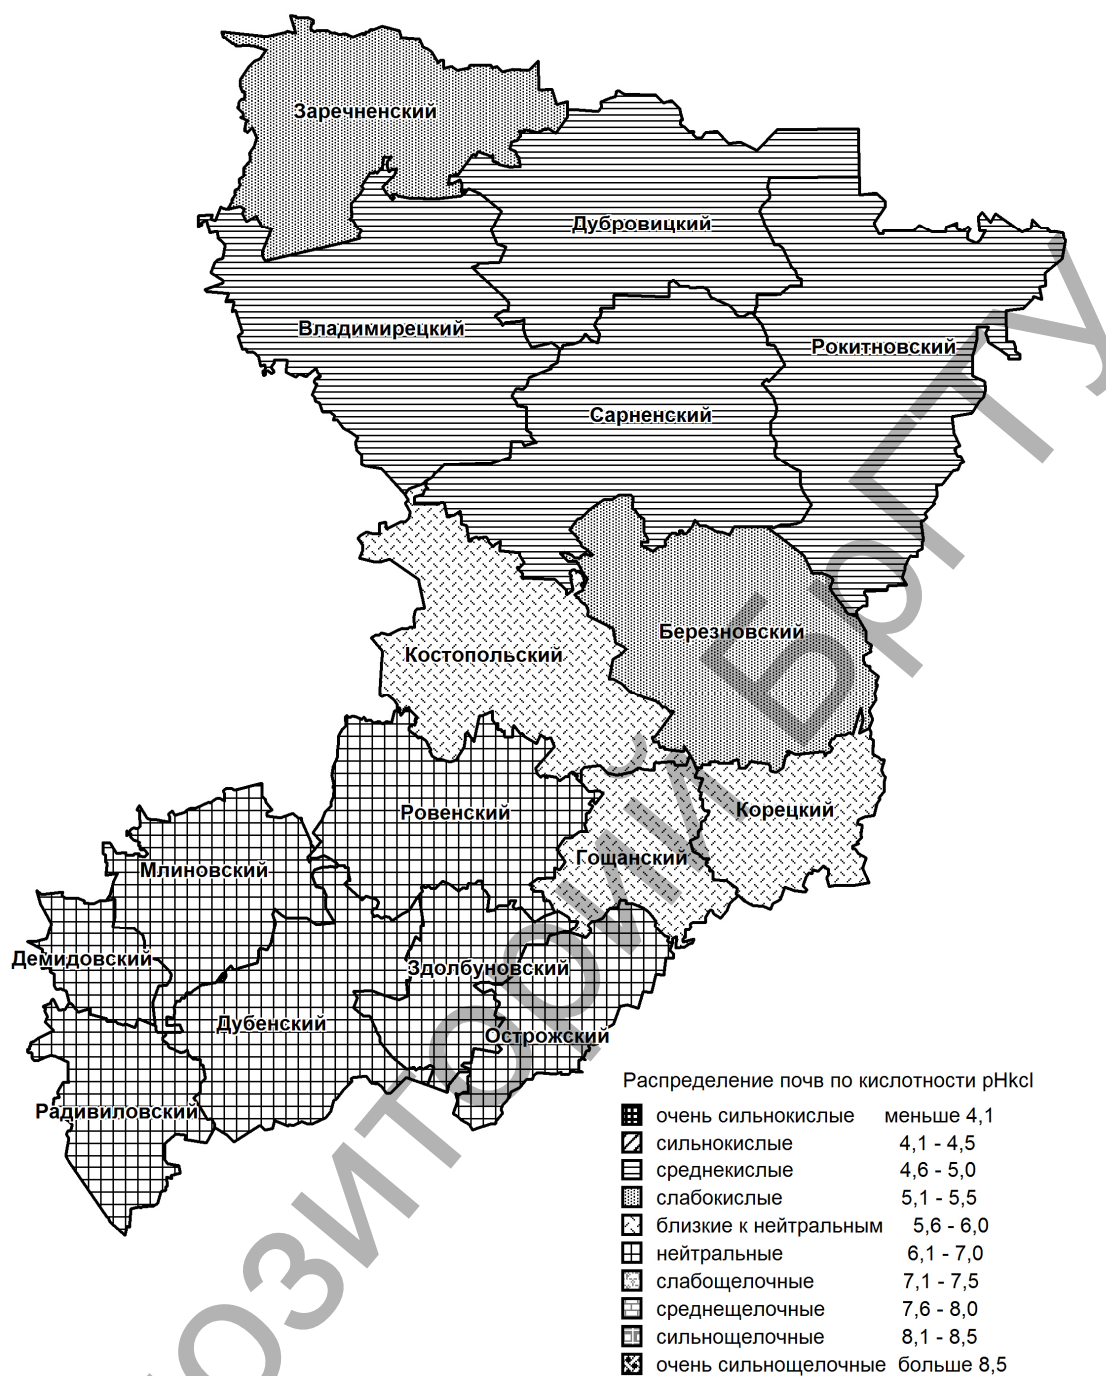 Заречненский
Дубровицкий
Владимирецкий
Рокитновский
Сарненский
Березновский
Костопольский
Ровенский
Корецкий
Гощанский
Млиновский
Демидовский
Здолбуновский
Дубенский
Острожский
Радивиловский
Распределение почв по кислотности pHkcl
очень сильнокислые меньше 4,1
сильнокислые 4,1 - 4,5
среднекислые 4,6 - 5,0
слабокислые 5,1 - 5,5
близкие к нейтральным 5,6 - 6,0
нейтральные 6,1 - 7,0
слабощелочные 7,1 - 7,5
среднещелочные 7,6 - 8,0
сильнощелочные 8,1 - 8,5
очень сильнощелочные больше 8,5
позиторий БрГТУ